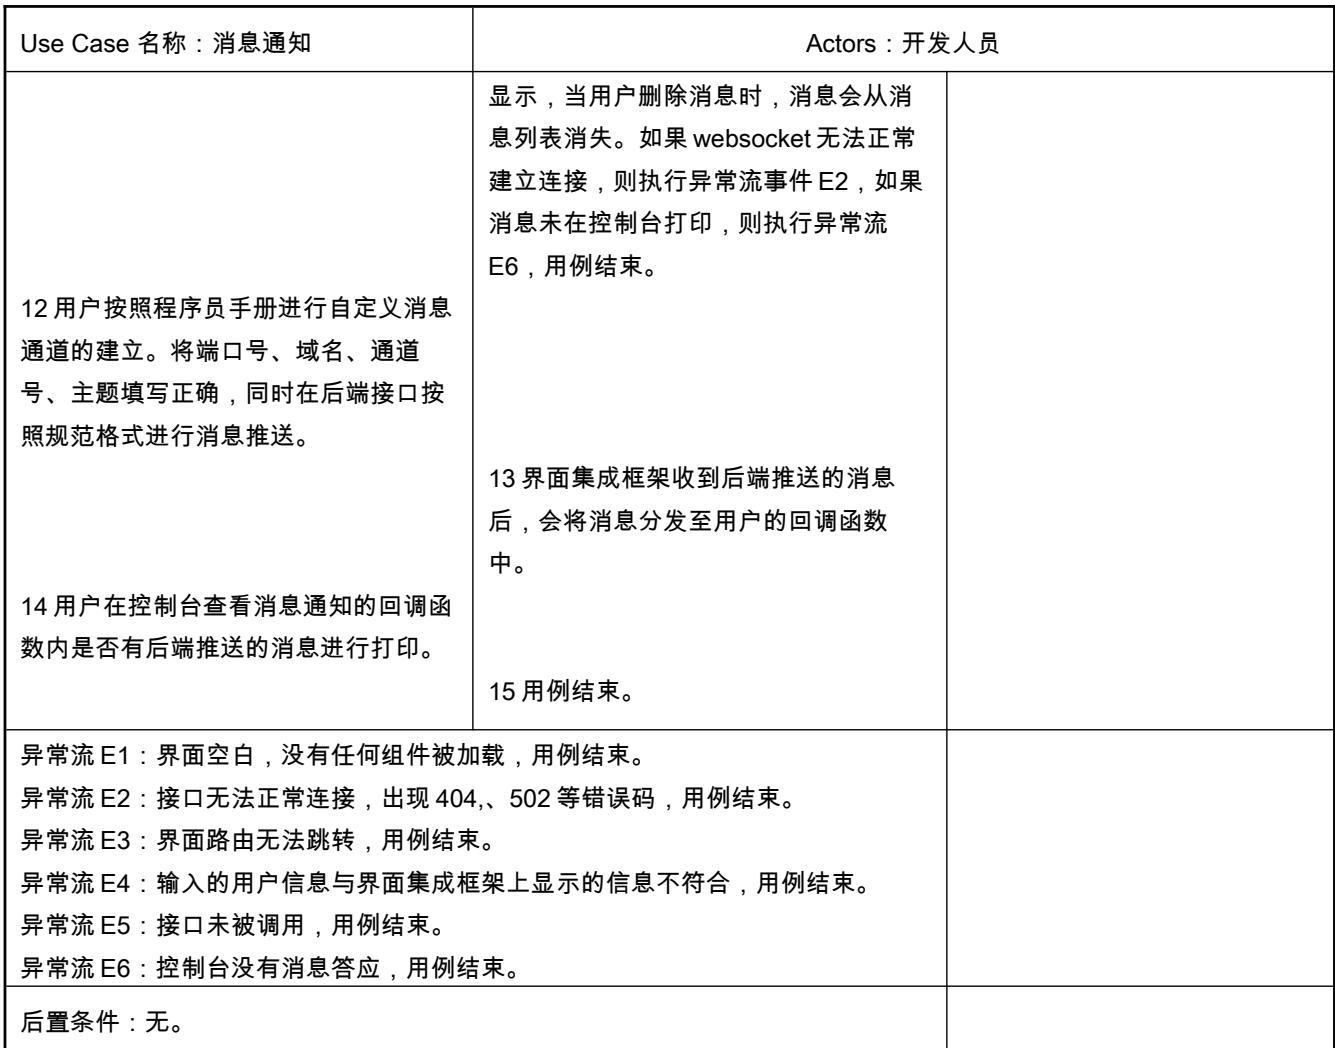 Use Case 名称：消息通知
Actors：开发人员
显示，当用户删除消息时，消息会从消
息列表消失。如果 websocket 无法正常
建立连接，则执行异常流事件 E2，如果
消息未在控制台打印，则执行异常流
E6，用例结束。
12 用户按照程序员手册进行自定义消息
通道的建立。将端口号、域名、通道
号、主题填写正确，同时在后端接口按
照规范格式进行消息推送。
13 界面集成框架收到后端推送的消息
后，会将消息分发至用户的回调函数
中。
14 用户在控制台查看消息通知的回调函
数内是否有后端推送的消息进行打印。
15 用例结束。
异常流 E1：界面空白，没有任何组件被加载，用例结束。
异常流 E2：接口无法正常连接，出现 404,、502 等错误码，用例结束。
异常流 E3：界面路由无法跳转，用例结束。
异常流 E4：输入的用户信息与界面集成框架上显示的信息不符合，用例结束。
异常流 E5：接口未被调用，用例结束。
异常流 E6：控制台没有消息答应，用例结束。
后置条件：无。